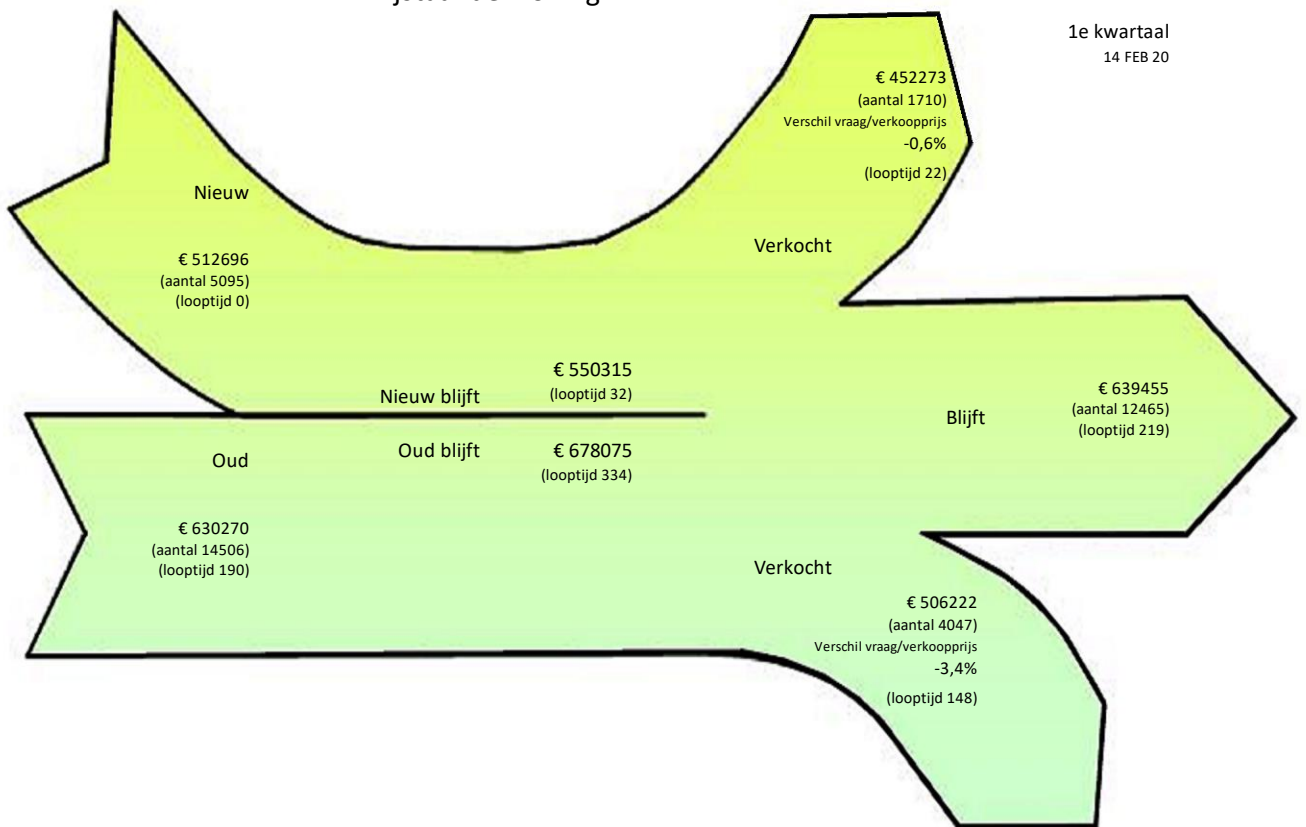 1e kwartaal
14 FEB 20
€ 452273
(aantal 1710)
Verschil vraag/verkoopprijs
-0,6%
(looptijd 22)
Nieuw
Verkocht
€ 512696
(aantal 5095)
(looptijd 0)
€ 550315
Nieuw blijft
(looptijd 32)
€ 639455
(aantal 12465)
(looptijd 219)
Blijft
Oud blijft
€ 678075
(looptijd 334)
Oud
€ 630270
(aantal 14506)
(looptijd 190)
Verkocht
€ 506222
(aantal 4047)
Verschil vraag/verkoopprijs
-3,4%
(looptijd 148)